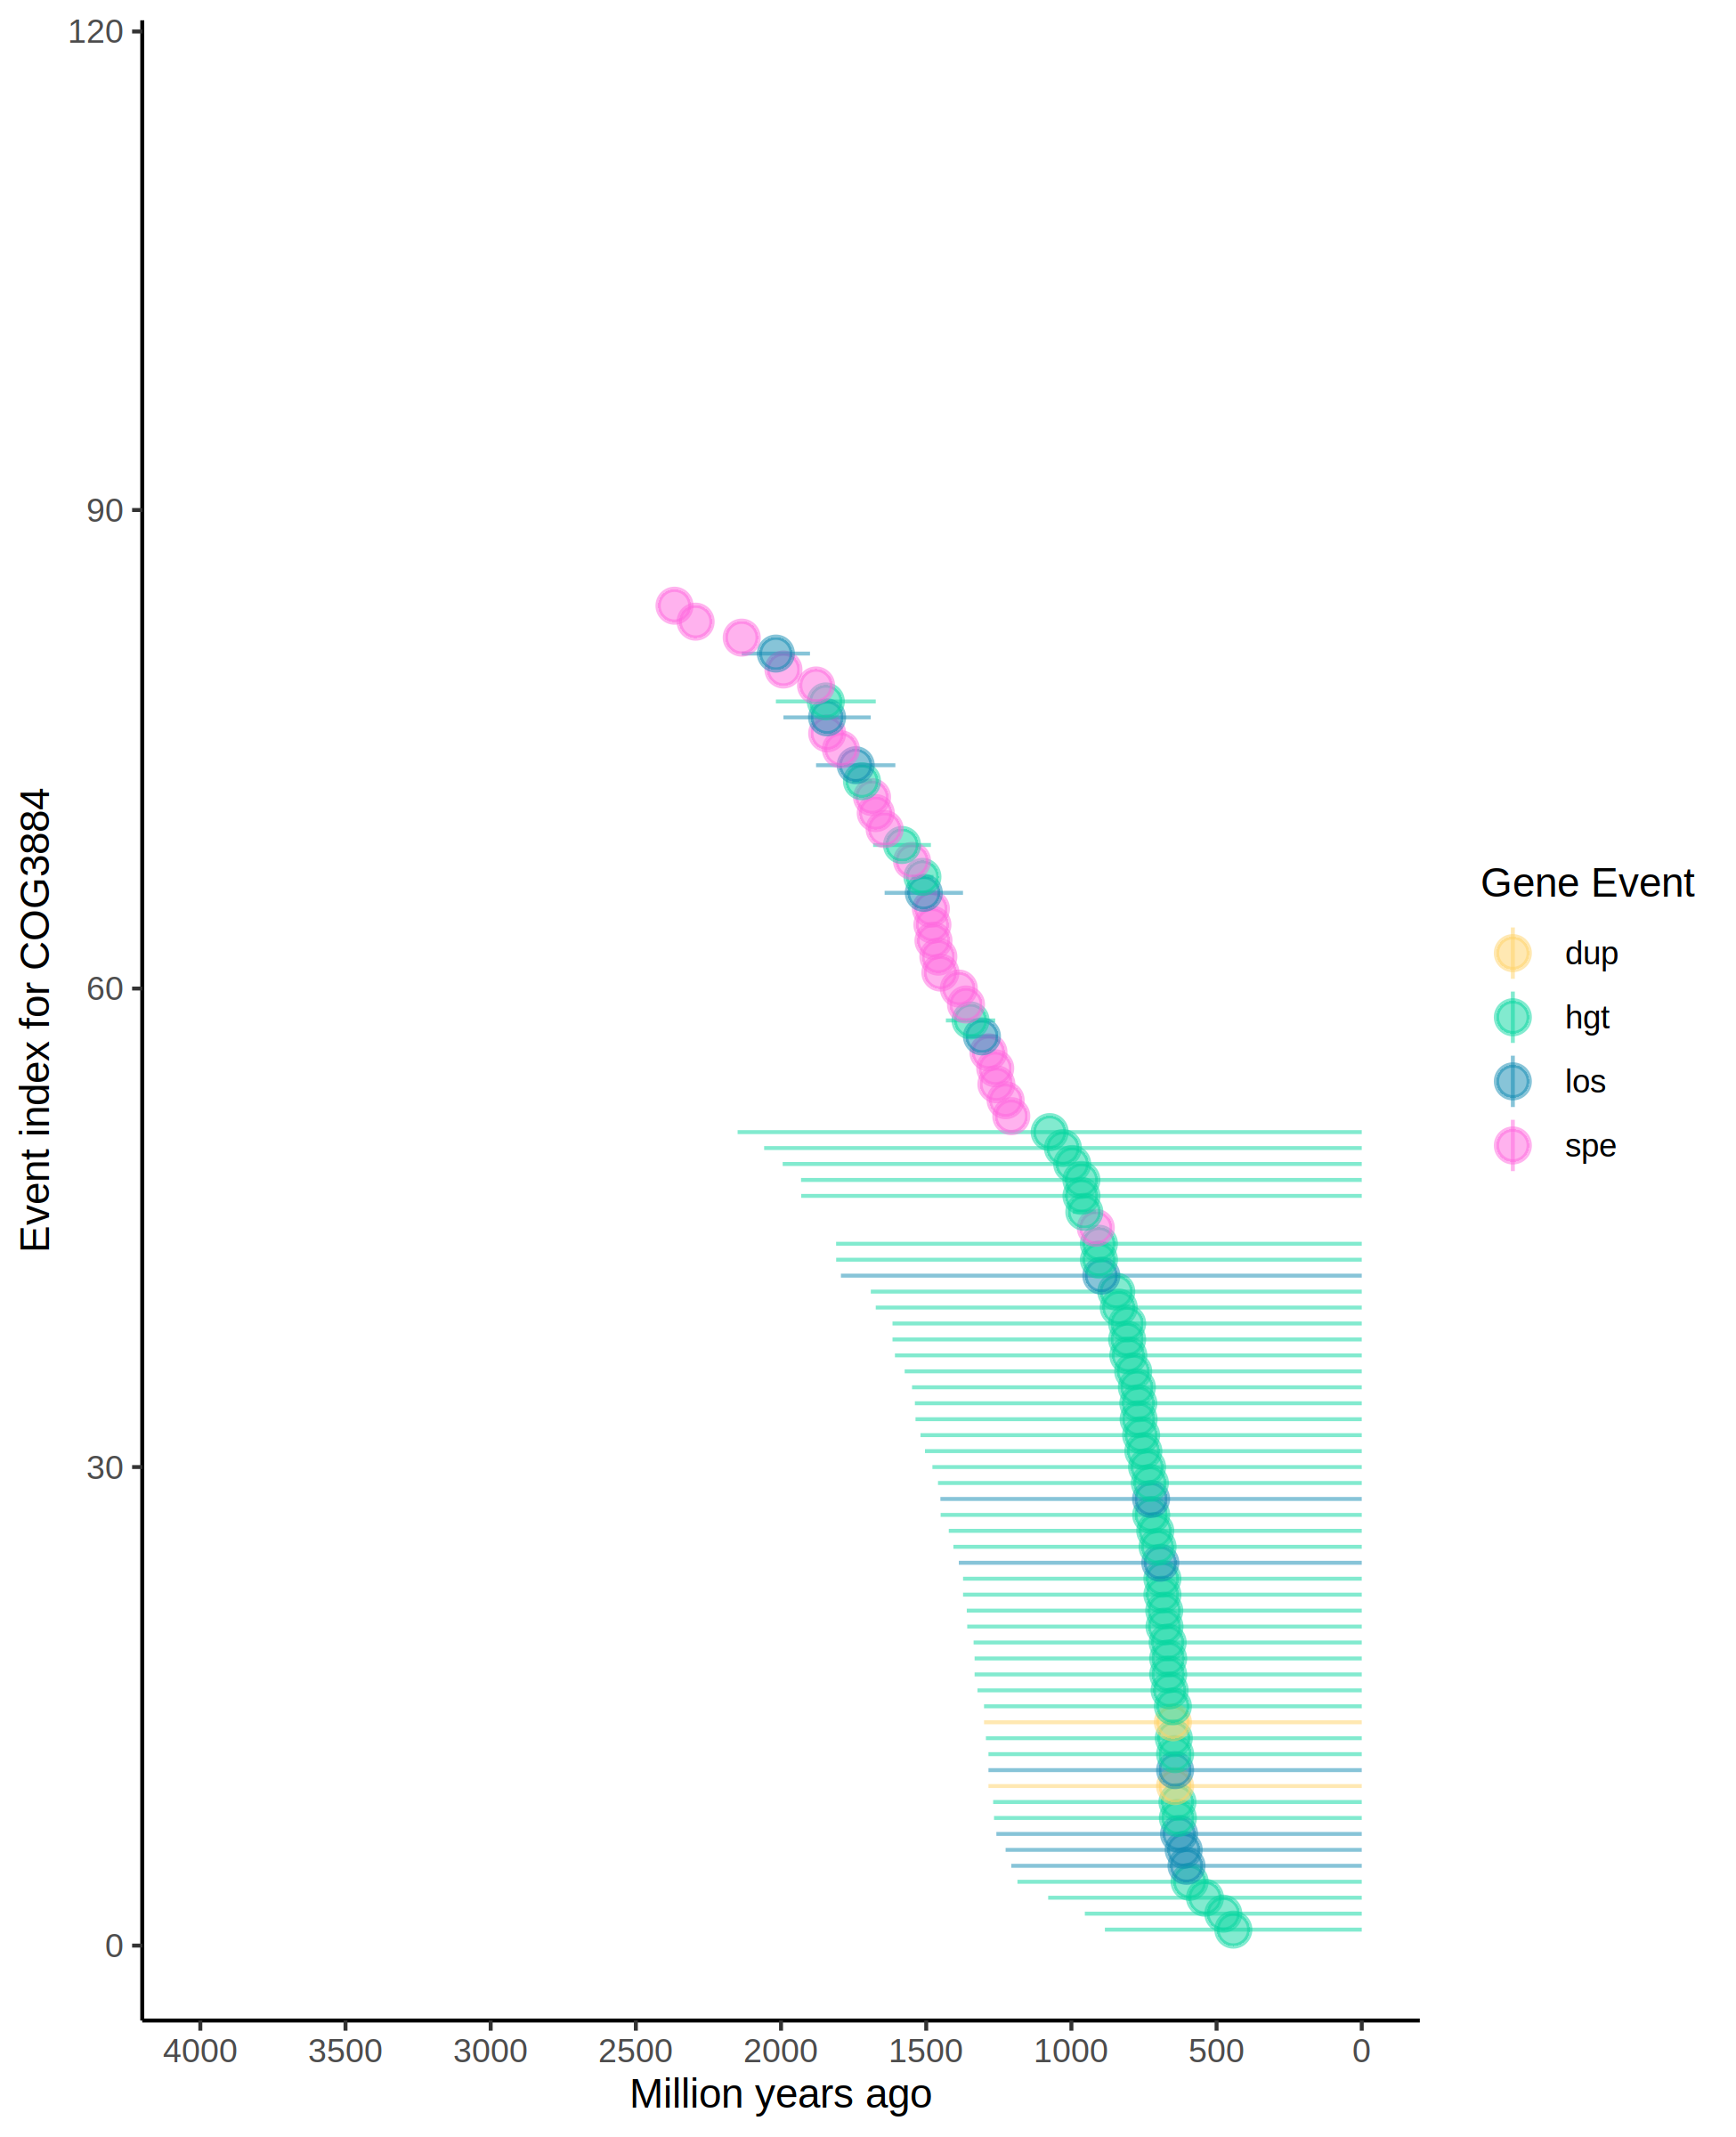 120
90
60
30
0
Event index for COG3884
4000 3500 3000 2500 2000 1500 1000 500 0
Million years ago
Gene Event
dup
hgt
los
spe